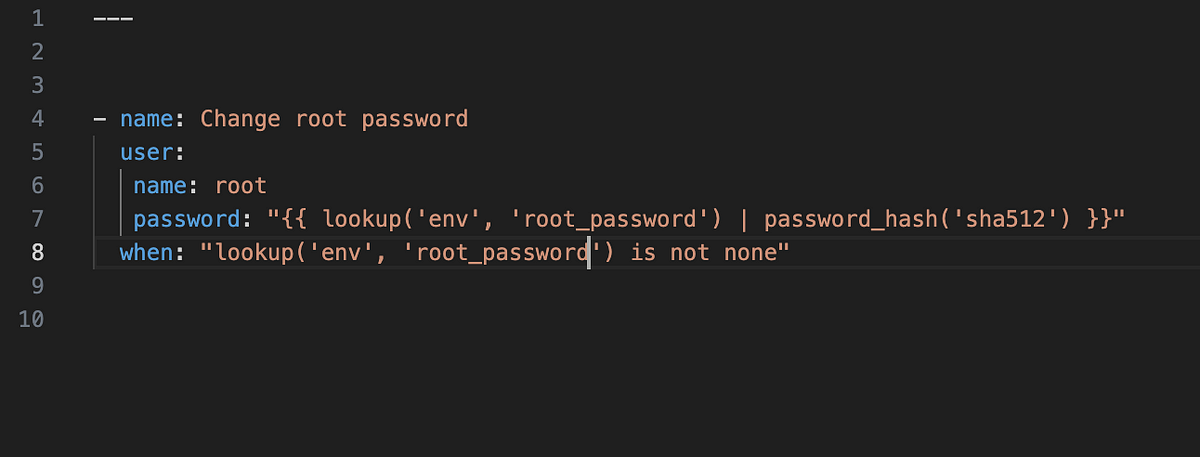 1 ---
2
3
4 - name: Change root password
5 user:
6 name: root
7 password: "{{ lookup('env', 'root_password') | password_hash('sha512') }}"
8 when: "lookup('env', 'root_password') is not none"
9
10